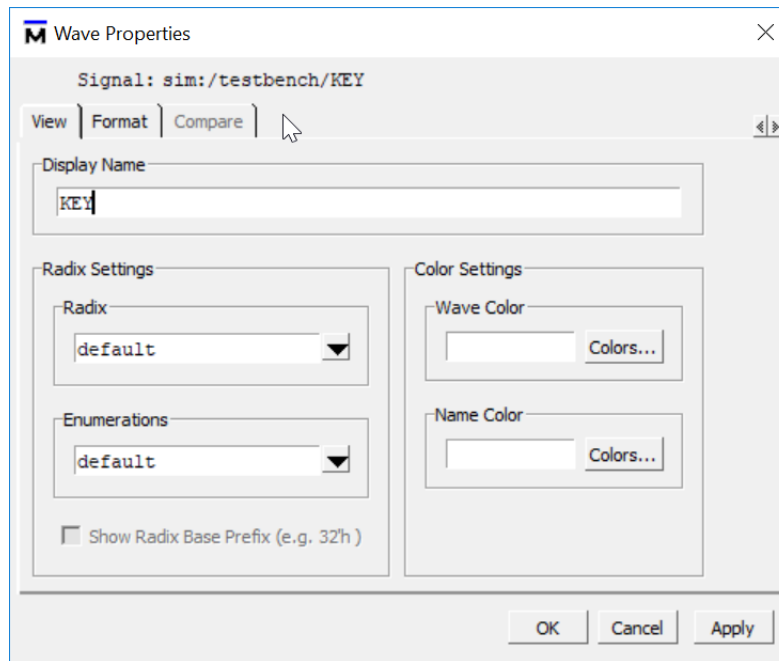 Wave Properties
Signal: sim:/testbench/KEY
View Format Compare
Display Name
KEY
Radix Settings
Radix
default
Enumerations
default
Show Radix Base Prefix (e.g. 32'h )
Color Settings
Wave Color
Colors...
Name Color
Colors...
OK Cancel Apply